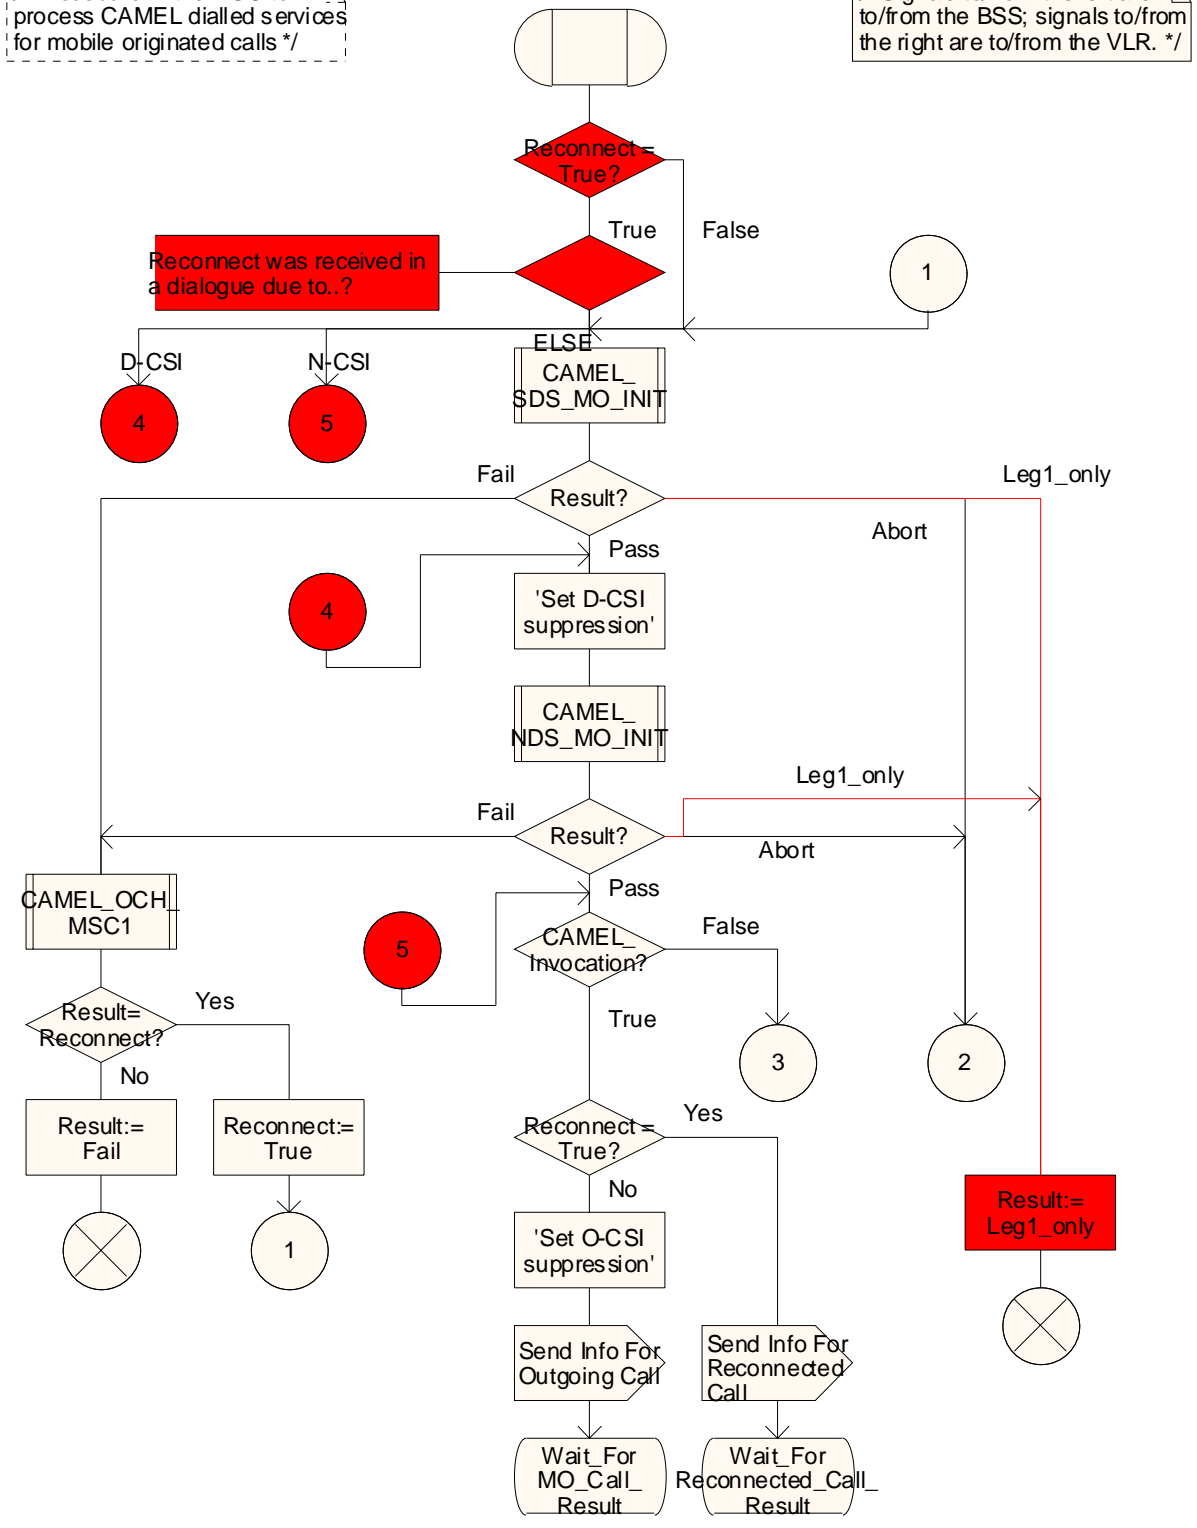 process CAMEL dialled services
for mobile originated calls */
to/from the BSS; signals to/from
the right are to/from the VLR. */
Reconnect =
True?
True
False
Reconnect was received in
a dialogue due to..?
1
D-CSI
N-CSI
ELSE
4
5
CAMEL_
SDS_MO_INIT
Fail
Result?
Leg1_only
Abort
Pass
4
'Set D-CSI
suppression'
CAMEL_
NDS_MO_INIT
Leg1_only
Fail
Result?
Abort
Pass
CAMEL_OCH_
MSC1
5
CAMEL_
Invocation?
False
Result=
Reconnect?
Yes
True
3
2
No
Result:=
Fail
Reconnect:=
True
Reconnect =
True?
Yes
No
Result:=
Leg1_only
1
'Set O-CSI
suppression'
Send Info For
Outgoing Call
Send Info For
Reconnected
Call
Wait_For
MO_Call_
Result
Wait_For
Reconnected_Call_
Result